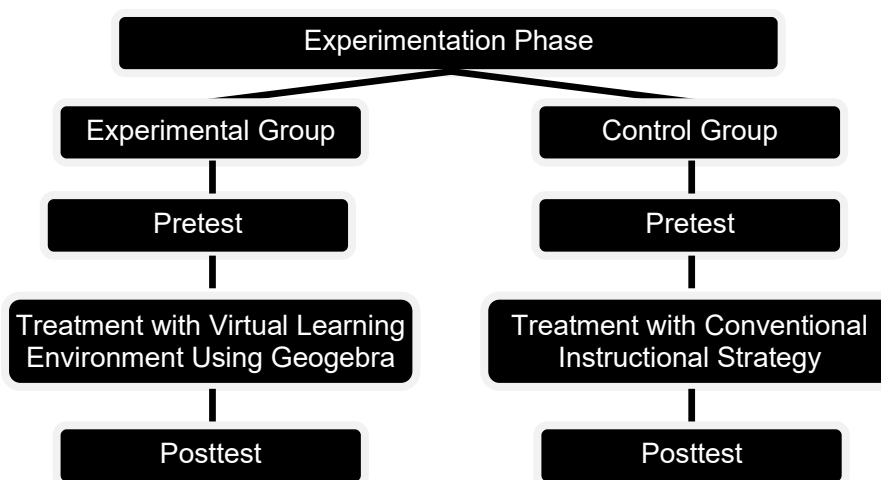 Experimentation Phase
Experimental Group
Control Group
Pretest
Pretest
Treatment with Virtual Learning
Environment Using Geogebra
Treatment with Conventional
Instructional Strategy
Posttest
Posttest